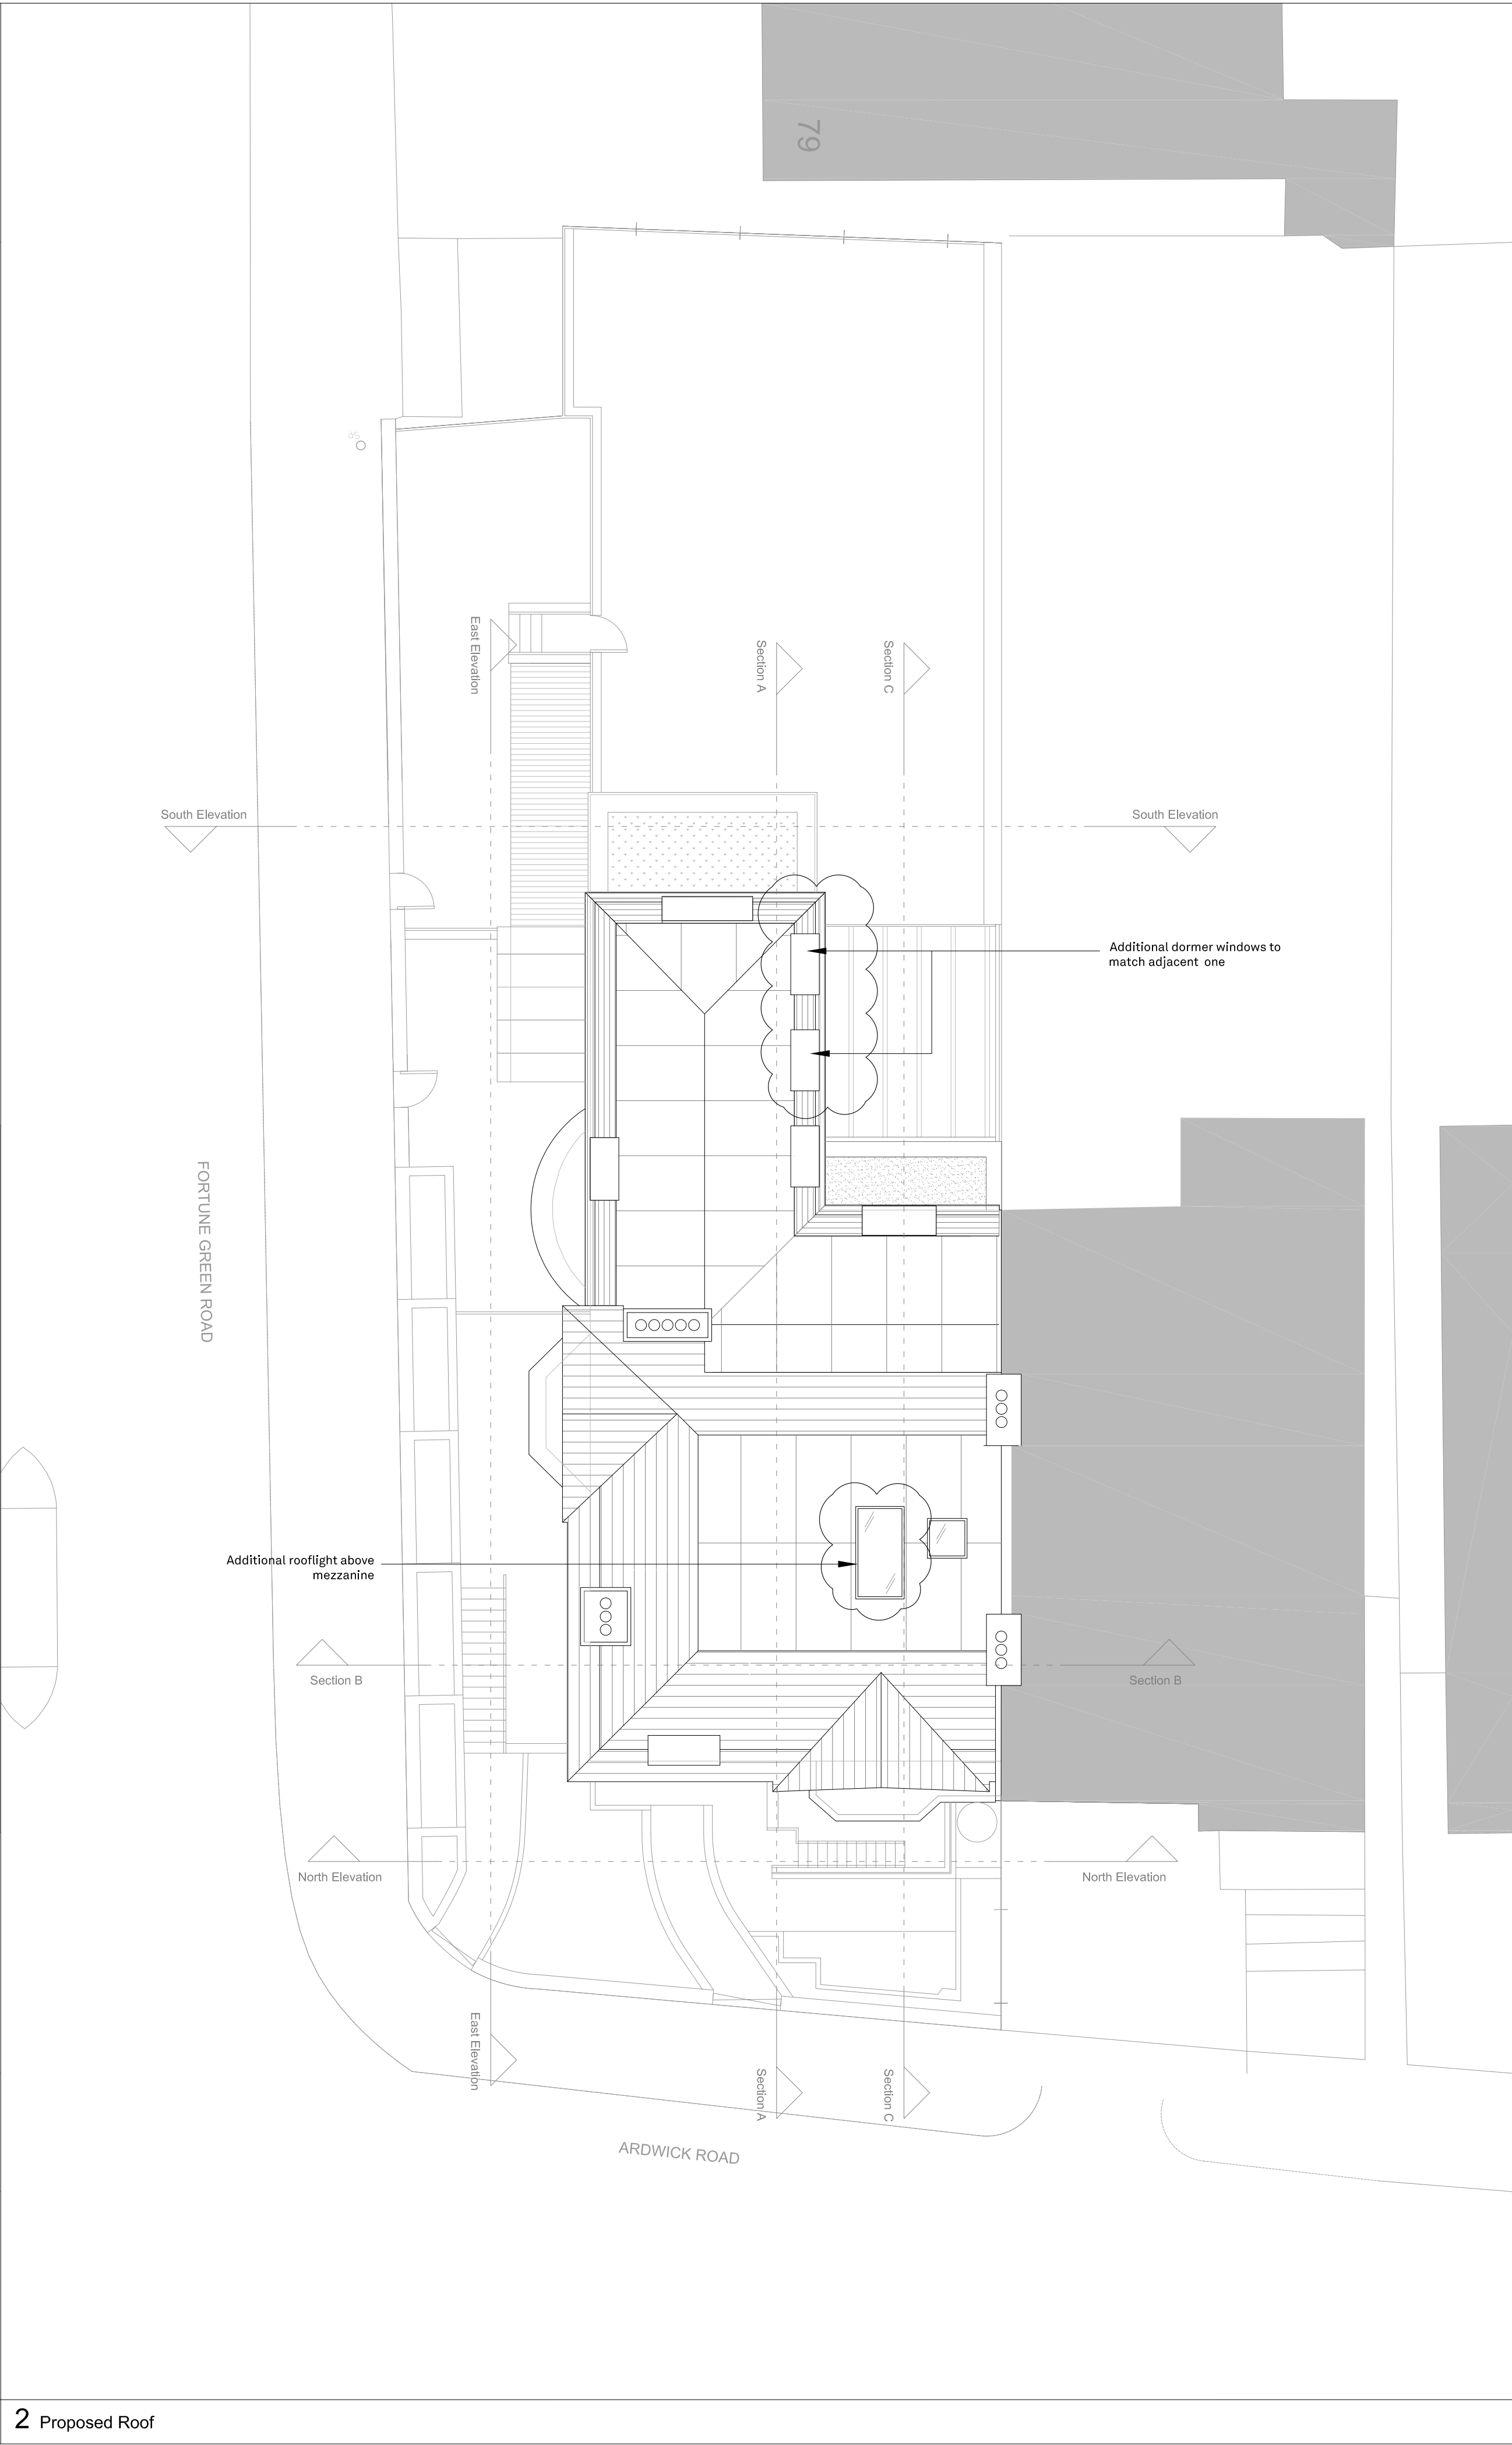 79
dS
East Elevation
Section A
Section C
South Elevation
South Elevation
Additional dormer windows to
match adjacent one
FORTUNE GREEN ROAD
Additional rooflight above
mezzanine
Section B
Section B
North Elevation
North Elevation
East Elevation
Section A
Section C
ARDWICK ROAD
2 Proposed Roof